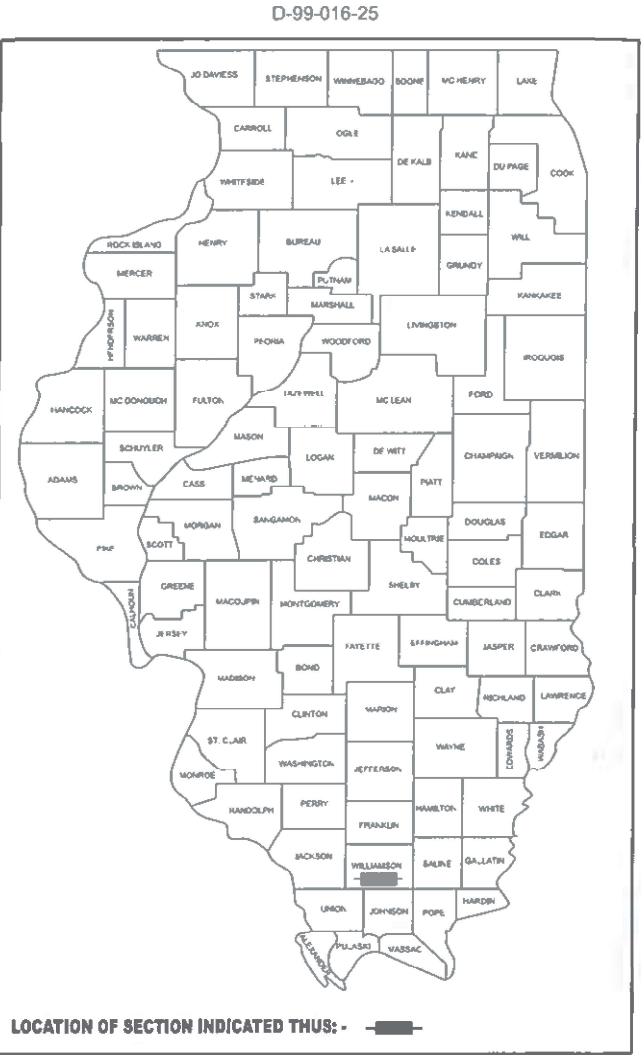 D-99-016-25
JO DAVIESS STEPHENSON WINNEBAGO BOONE MC HENRY LAKE
CARROLL OGLE
DE KALB KANE DU PAGE COOK
WHITESIDE LEE
KENDALL
ROCK ISLAND HENRY BUREAU LA SALLE GRUNDY WILL
MERCER PUTNAM
STARK MARSHALL KANKAKEE
HENDERSON WARREN KNOX PEORIA WOODFORD LIVINGSTON IROQUOIS
HANCOCK MC DONOUGH FULTON TAZEWELL MC LEAN FORD
MASON
SCHUYLER LOGAN DE WITT CHAMPAIGN VERMILION
ADAMS BROWN CASS MENARD MACON PIATT
PIKE SCOTT MORGAN SANGAMON MOULTRIE DOUGLAS EDGAR
CHRISTIAN COLES
CALHOUN GREENE MACOUPIN MONTGOMERY SHELBY CUMBERLAND CLARK
JERSEY FAYETTE EFFINGHAM JASPER CRAWFORD
MADISON BOND
CLINTON MARION CLAY RICHLAND LAWRENCE
ST. CLAIR WAYNE EDWARDS WABASH
MONROE WASHINGTON JEFFERSON
RANDOLPH PERRY HAMILTON WHITE
FRANKLIN
JACKSON WILLIAMSON SALINE GALLATIN
UNION JOHNSON POPE HARDIN
ALEXANDER PULASKI MASSAC
LOCATION OF SECTION INDICATED THUS: -